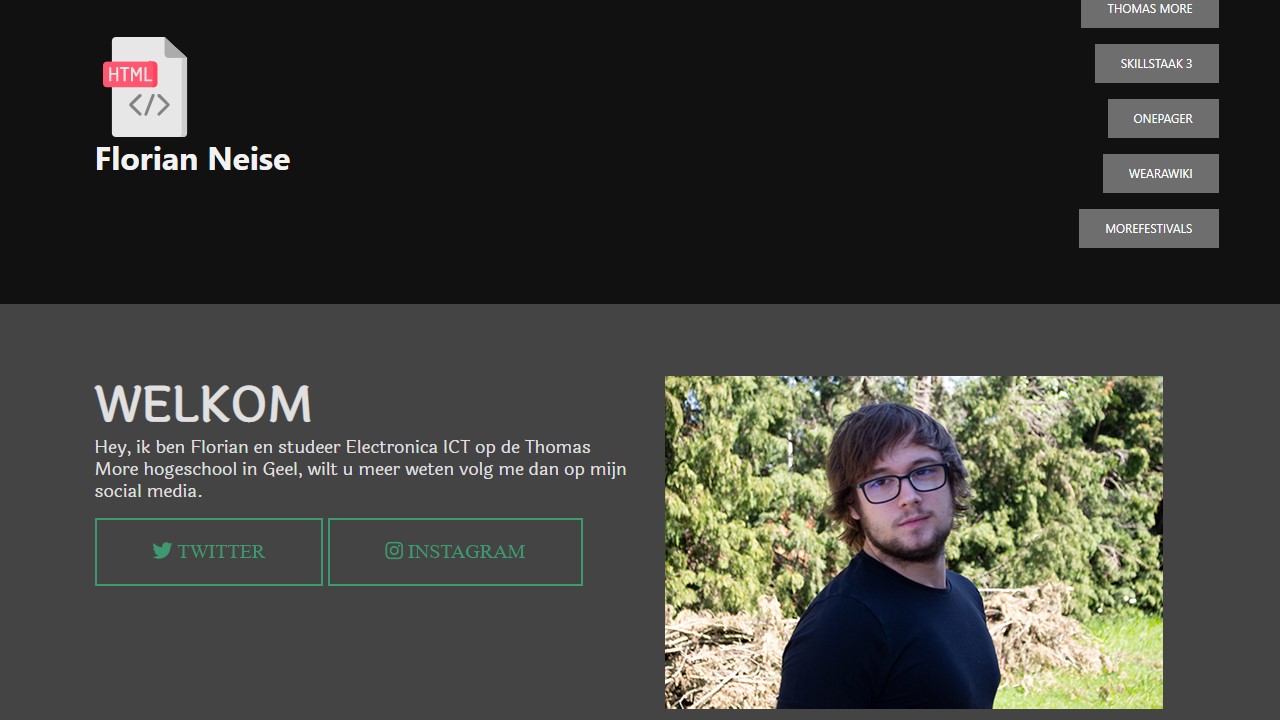 THOMAS MORE
HTML
</>
SKILLSTAAK 3
ONEPAGER
Florian Neise
WEARAWIKI
MOREFESTIVALS
WELKOM
Hey, ik ben Florian en studeer Electronica ICT op de Thomas
More hogeschool in Geel, wilt u meer weten volg me dan op mijn
social media.
TWITTER
INSTAGRAM